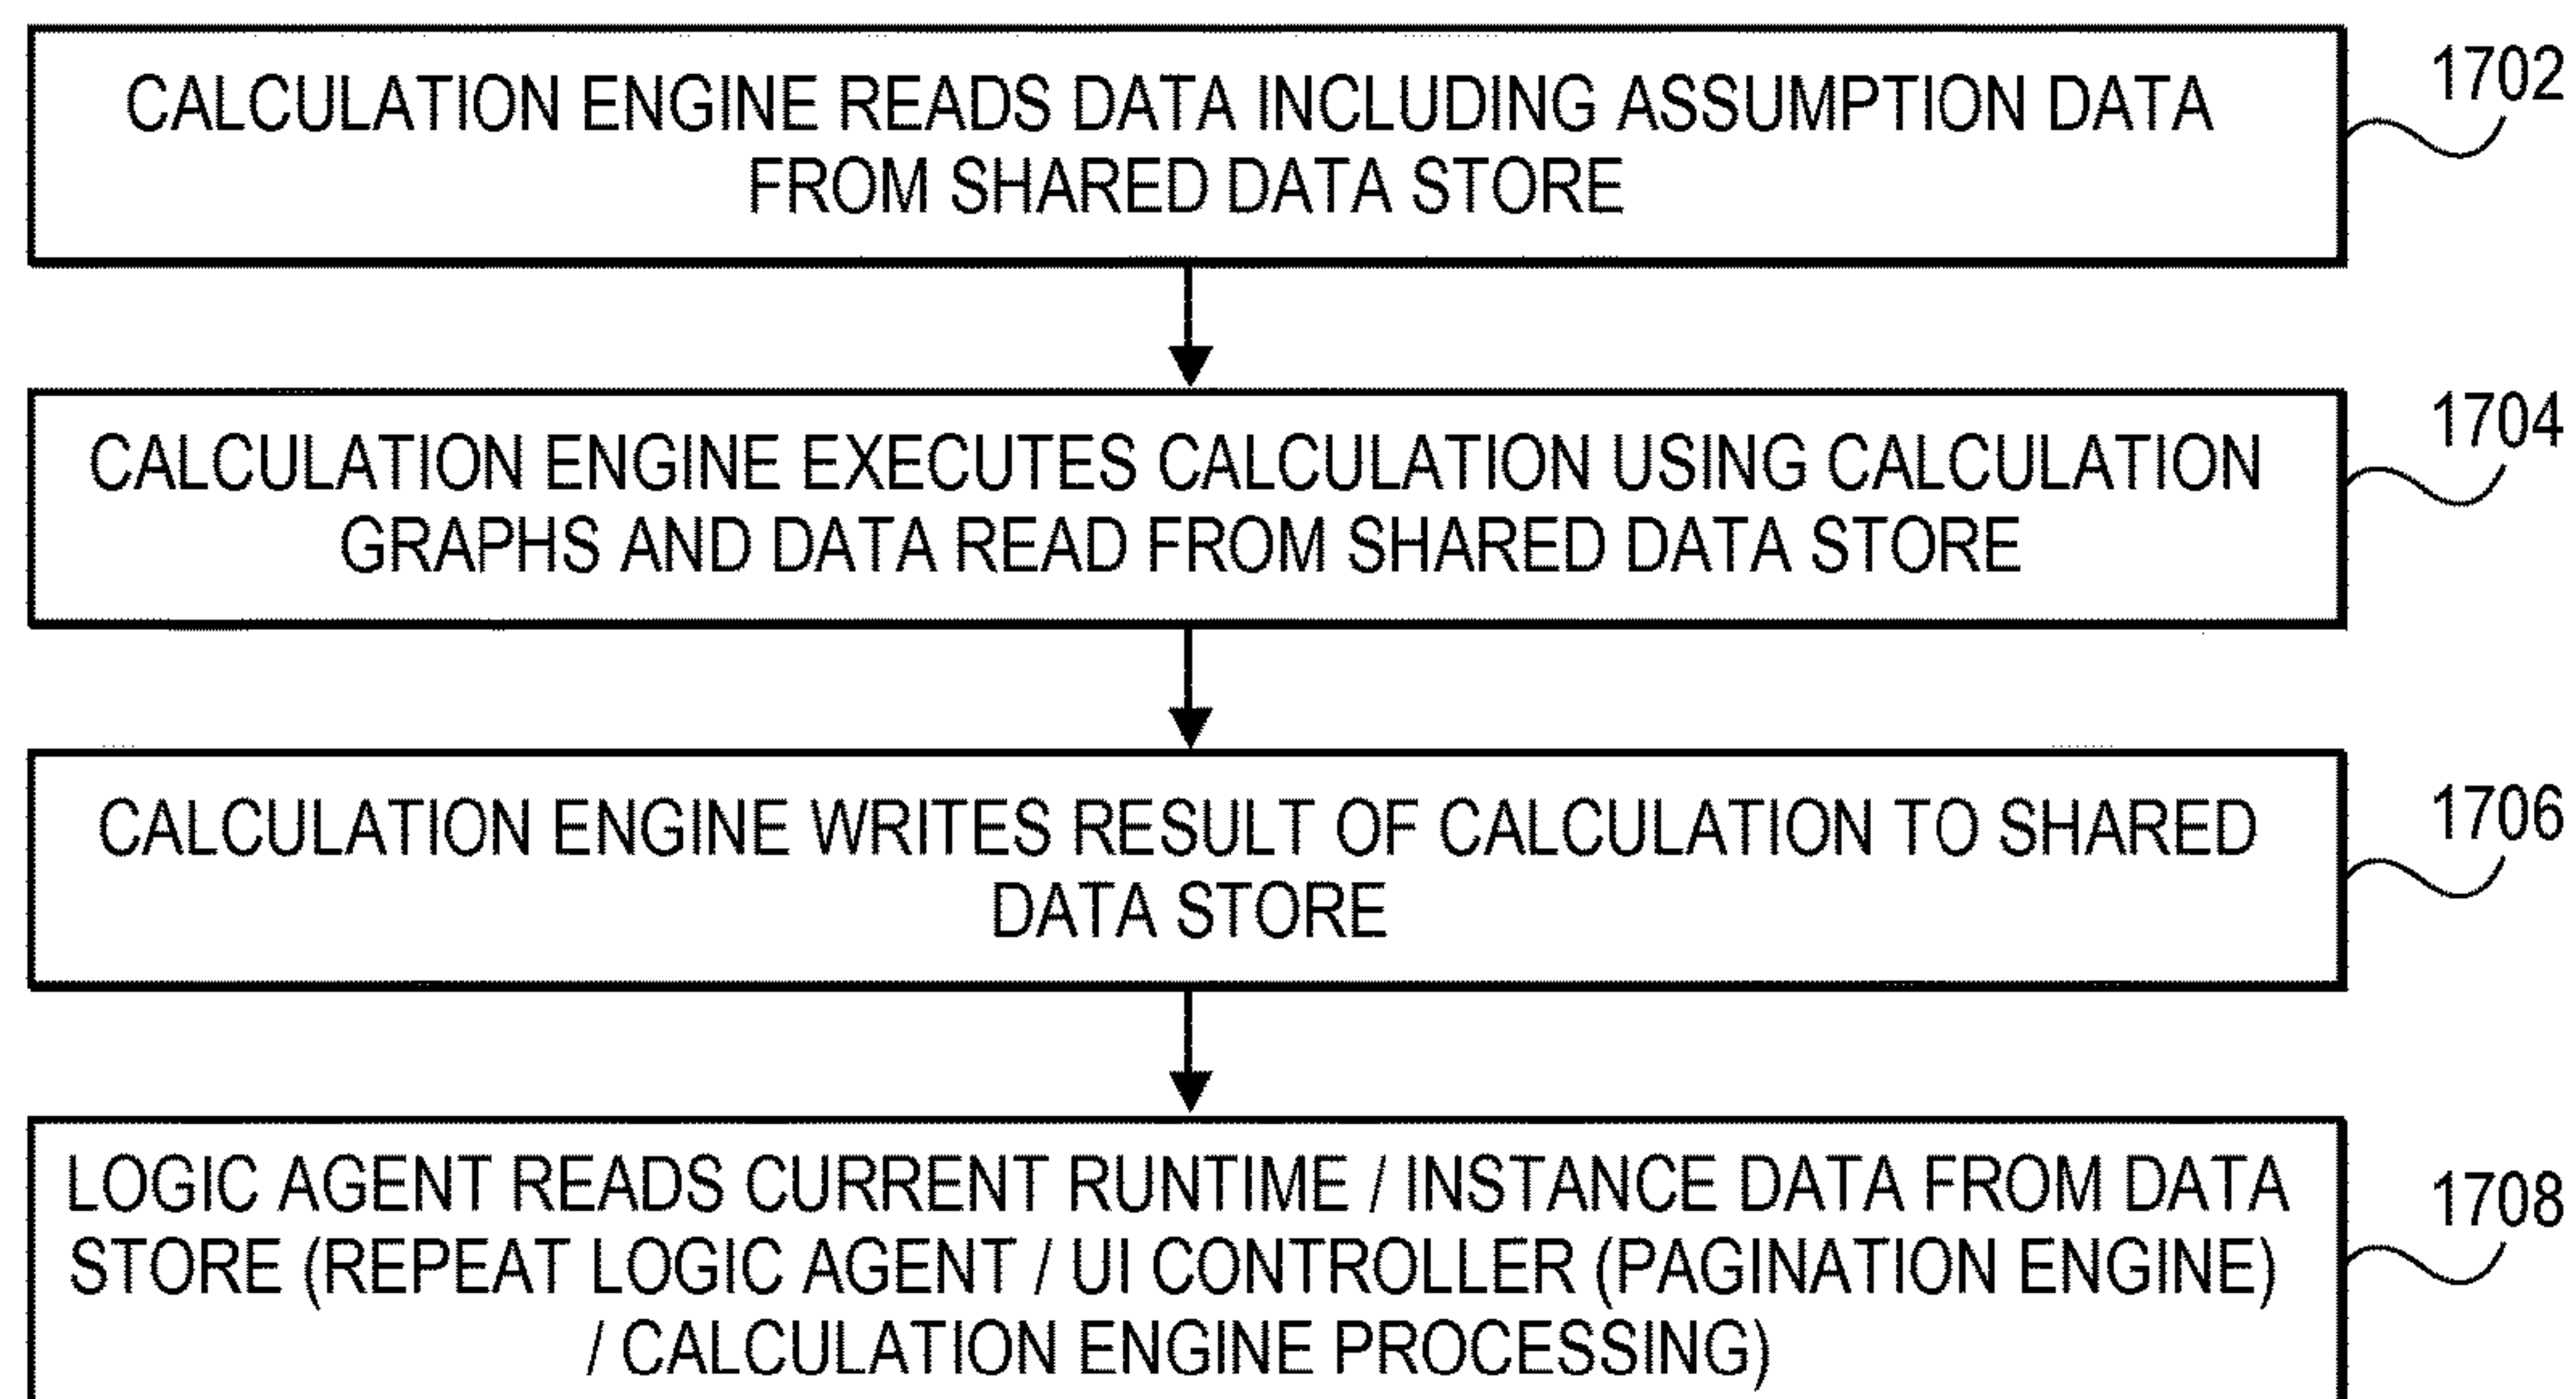 CALCULATION ENGINE READS DATA INCLUDING ASSUMPTION DATA
FROM SHARED DATA STORE
1702
CALCULATION ENGINE EXECUTES CALCULATION USING CALCULATION
GRAPHS AND DATA READ FROM SHARED DATA STORE
1704
CALCULATION ENGINE WRITES RESULT OF CALCULATION TO SHARED
DATA STORE
1706
LOGIC AGENT READS CURRENT RUNTIME / INSTANCE DATA FROM DATA
STORE (REPEAT LOGIC AGENT / UI CONTROLLER (PAGINATION ENGINE)
/ CALCULATION ENGINE PROCESSING)
1708